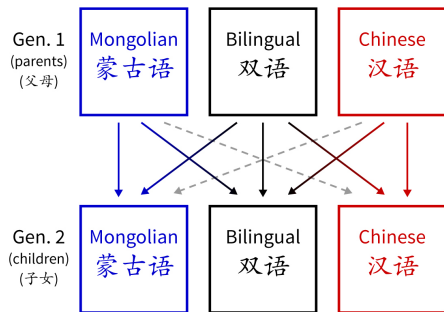 Gen. 1
(parents)
(父母)
Mongolian
蒙古语
Bilingual
双语
Chinese
汉语
Gen. 2
(children)
(子女)
Mongolian
蒙古语
Bilingual
双语
Chinese
汉语